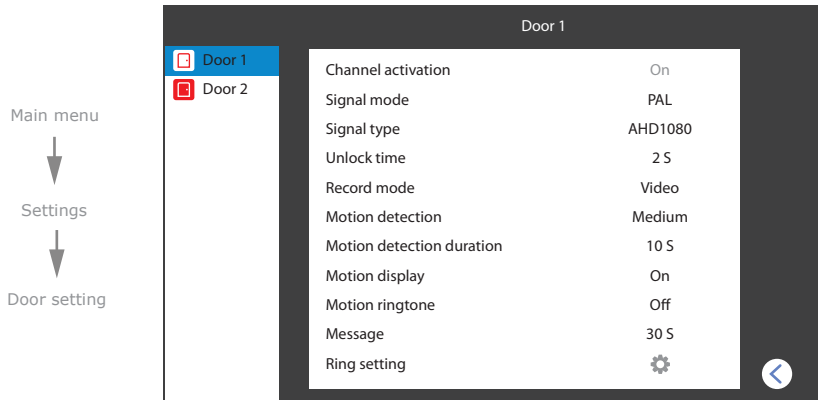 Main menu
Settings
Door setting
Door 1
Door 1
Door 2
Channel activation On
Signal mode PAL
Signal type AHD1080
Unlock time 2 S
Record mode Video
Motion detection Medium
Motion detection duration 10 S
Motion display On
Motion ringtone Off
Message 30 S
Ring setting